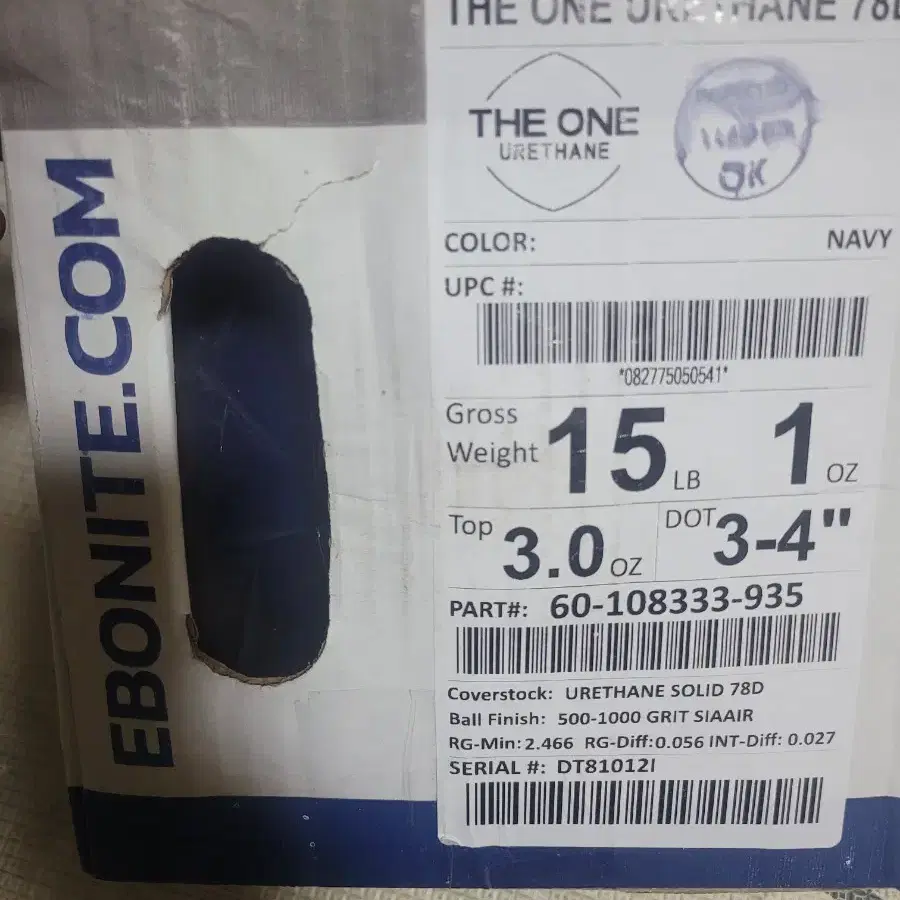 EBONITE.COM
THE ONE URETHANE 78D
THE ONE
URETHANE
OK
COLOR: NAVY
UPC #:
*082775050541*
Gross
Weight 15 LB 1 OZ
Top 3.0 OZ DOT 3-4"
PART#: 60-108333-935
Coverstock: URETHANE SOLID 78D
Ball Finish: 500-1000 GRIT SIAAIR
RG-Min: 2.466 RG-Diff:0.056 INT-Diff: 0.027
SERIAL #: DT81012I